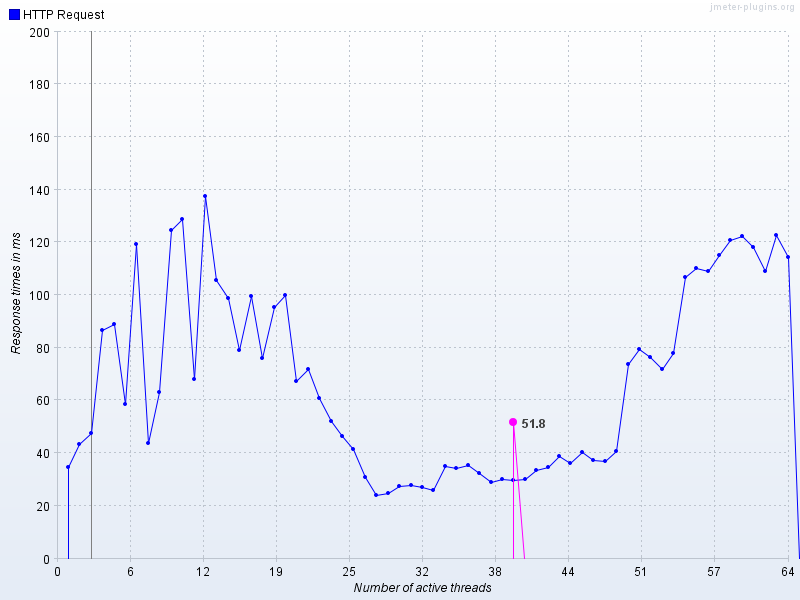 jmeter-plugins.org
HTTP Request
200
180
160
140
120
100
80
60
40
20
0
Response times in ms
51.8
0 6 12 19 25 32 38 44 51 57 64
Number of active threads